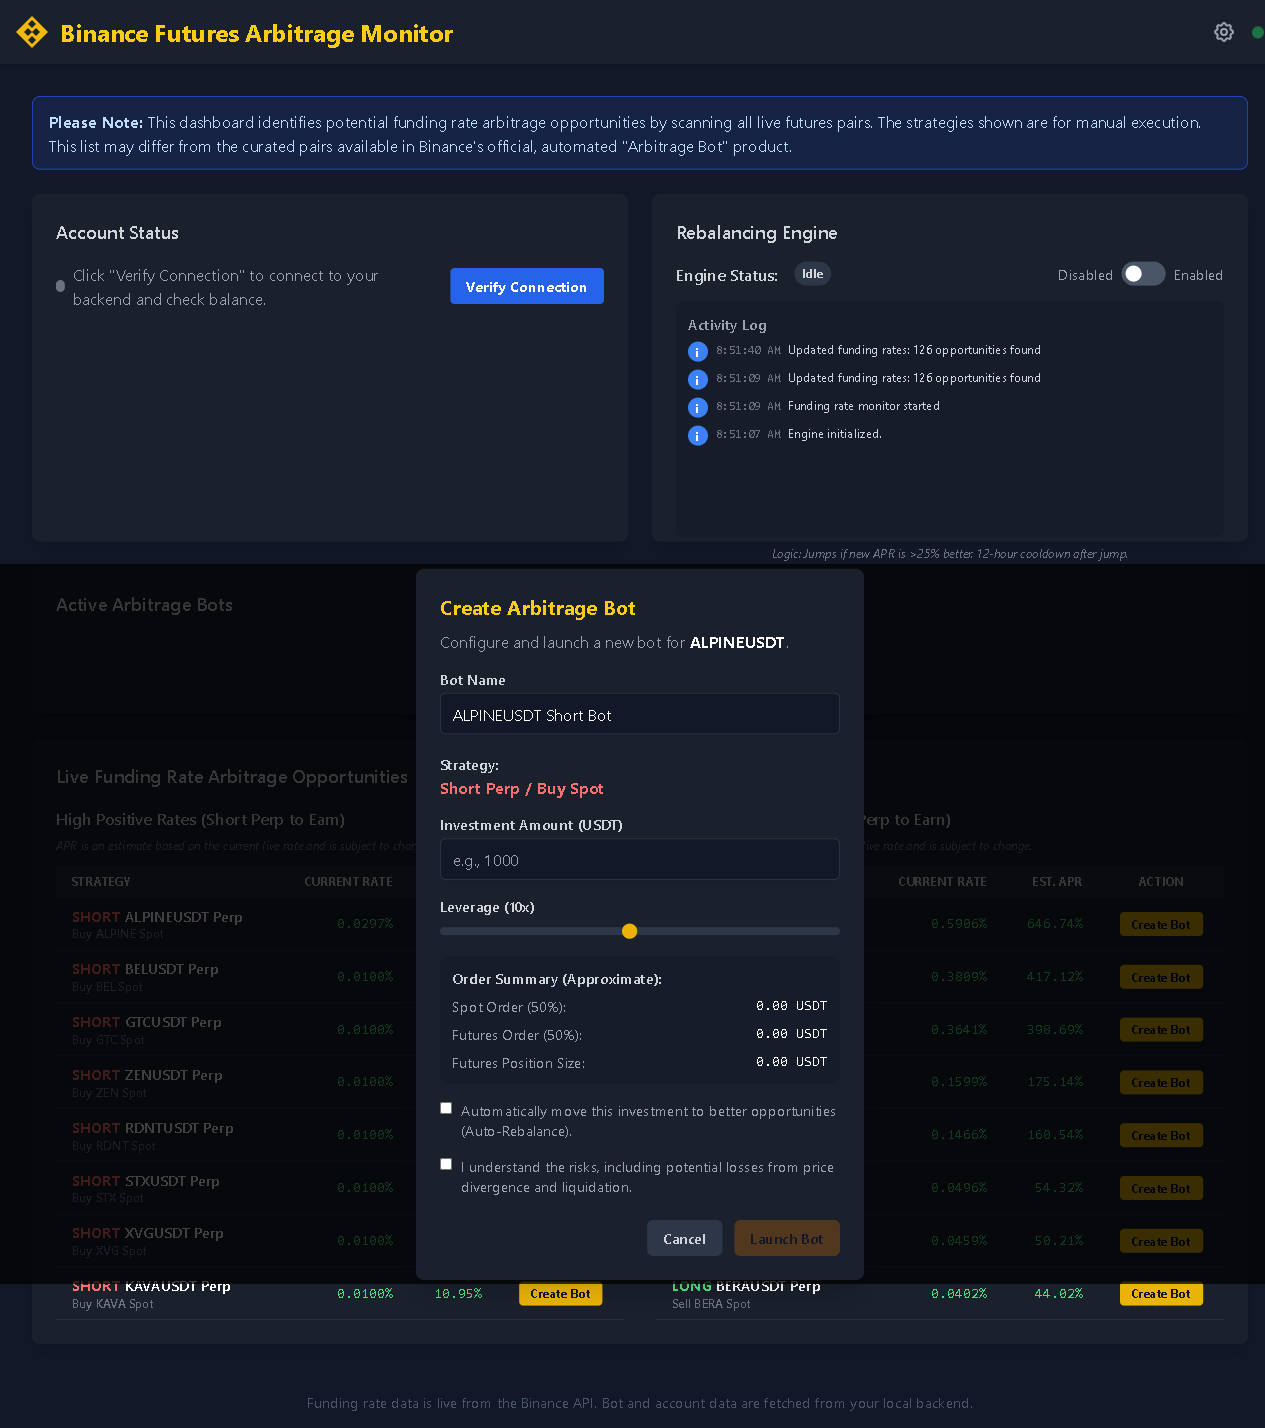 Binance Futures Arbitrage Monitor
Please Note: This dashboard identifies potential funding rate arbitrage opportunities by scanning all live futures pairs. The strategies shown are for manual execution.
This list may differ from the curated pairs available in Binance's official, automated "Arbitrage Bot" product.
Account Status
Click "Verify Connection" to connect to your
backend and check balance.
Verify Connection
Rebalancing Engine
Engine Status: Idle
Disabled Enabled
Activity Log
8:51:40 AM Updated funding rates: 126 opportunities found
8:51:09 AM Updated funding rates: 126 opportunities found
8:51:09 AM Funding rate monitor started
8:51:07 AM Engine initialized.
Logic: Jumps if new APR is >25% better. 12-hour cooldown after jump.
Active Arbitrage Bots
Create Arbitrage Bot
Configure and launch a new bot for ALPINEUSDT.
Bot Name
ALPINEUSDT Short Bot
Strategy:
Short Perp / Buy Spot
Investment Amount (USDT)
e.g., 1000
Leverage (10x)
Order Summary (Approximate):
Spot Order (50%): 0.00 USDT
Futures Order (50%): 0.00 USDT
Futures Position Size: 0.00 USDT
Automatically move this investment to better opportunities
(Auto-Rebalance).
I understand the risks, including potential losses from price
divergence and liquidation.
Cancel Launch Bot
Live Funding Rate Arbitrage Opportunities
High Positive Rates (Short Perp to Earn)
APR is an estimate based on the current live rate and is subject to
STRATEGY CURRENT RATE
SHORT ALPINEUSDT Perp 0.0297%
Buy ALPINE Spot
SHORT BELUSDT Perp 0.0100%
Buy BEL Spot
SHORT GTCUSDT Perp 0.0100%
Buy GTC Spot
SHORT ZENUSDT Perp 0.0100%
Buy ZEN Spot
SHORT RDNTUSDT Perp 0.0100%
Buy RDNT Spot
SHORT STXUSDT Perp 0.0100%
Buy STX Spot
SHORT XVGUSDT Perp 0.0100%
Buy XVG Spot
SHORT KAVAUSDT Perp 0.0100% 10.95% Create Bot
Buy KAVA Spot
Perp to Earn)
live rate and is subject to change.
CURRENT RATE EST. APR ACTION
0.5906% 646.74% Create Bot
0.3809% 417.12% Create Bot
0.3641% 398.69% Create Bot
0.1599% 175.14% Create Bot
0.1466% 160.54% Create Bot
0.0496% 54.32% Create Bot
0.0459% 50.21% Create Bot
LONG BERAUSDT Perp 0.0402% 44.02% Create Bot
Sell BERA Spot
Funding rate data is live from the Binance API. Bot and account data are fetched from your local backend.